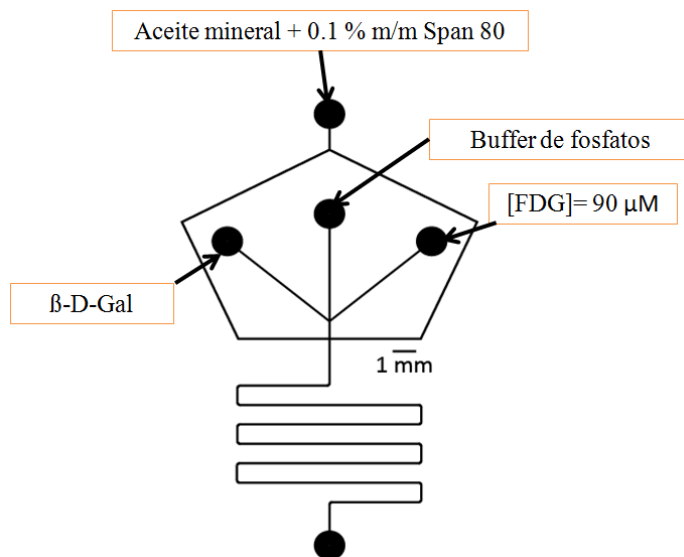 Aceite mineral + 0.1 % m/m Span 80
Buffer de fosfatos
[FDG]= 90 µM
ß-D-Gal
1 mm